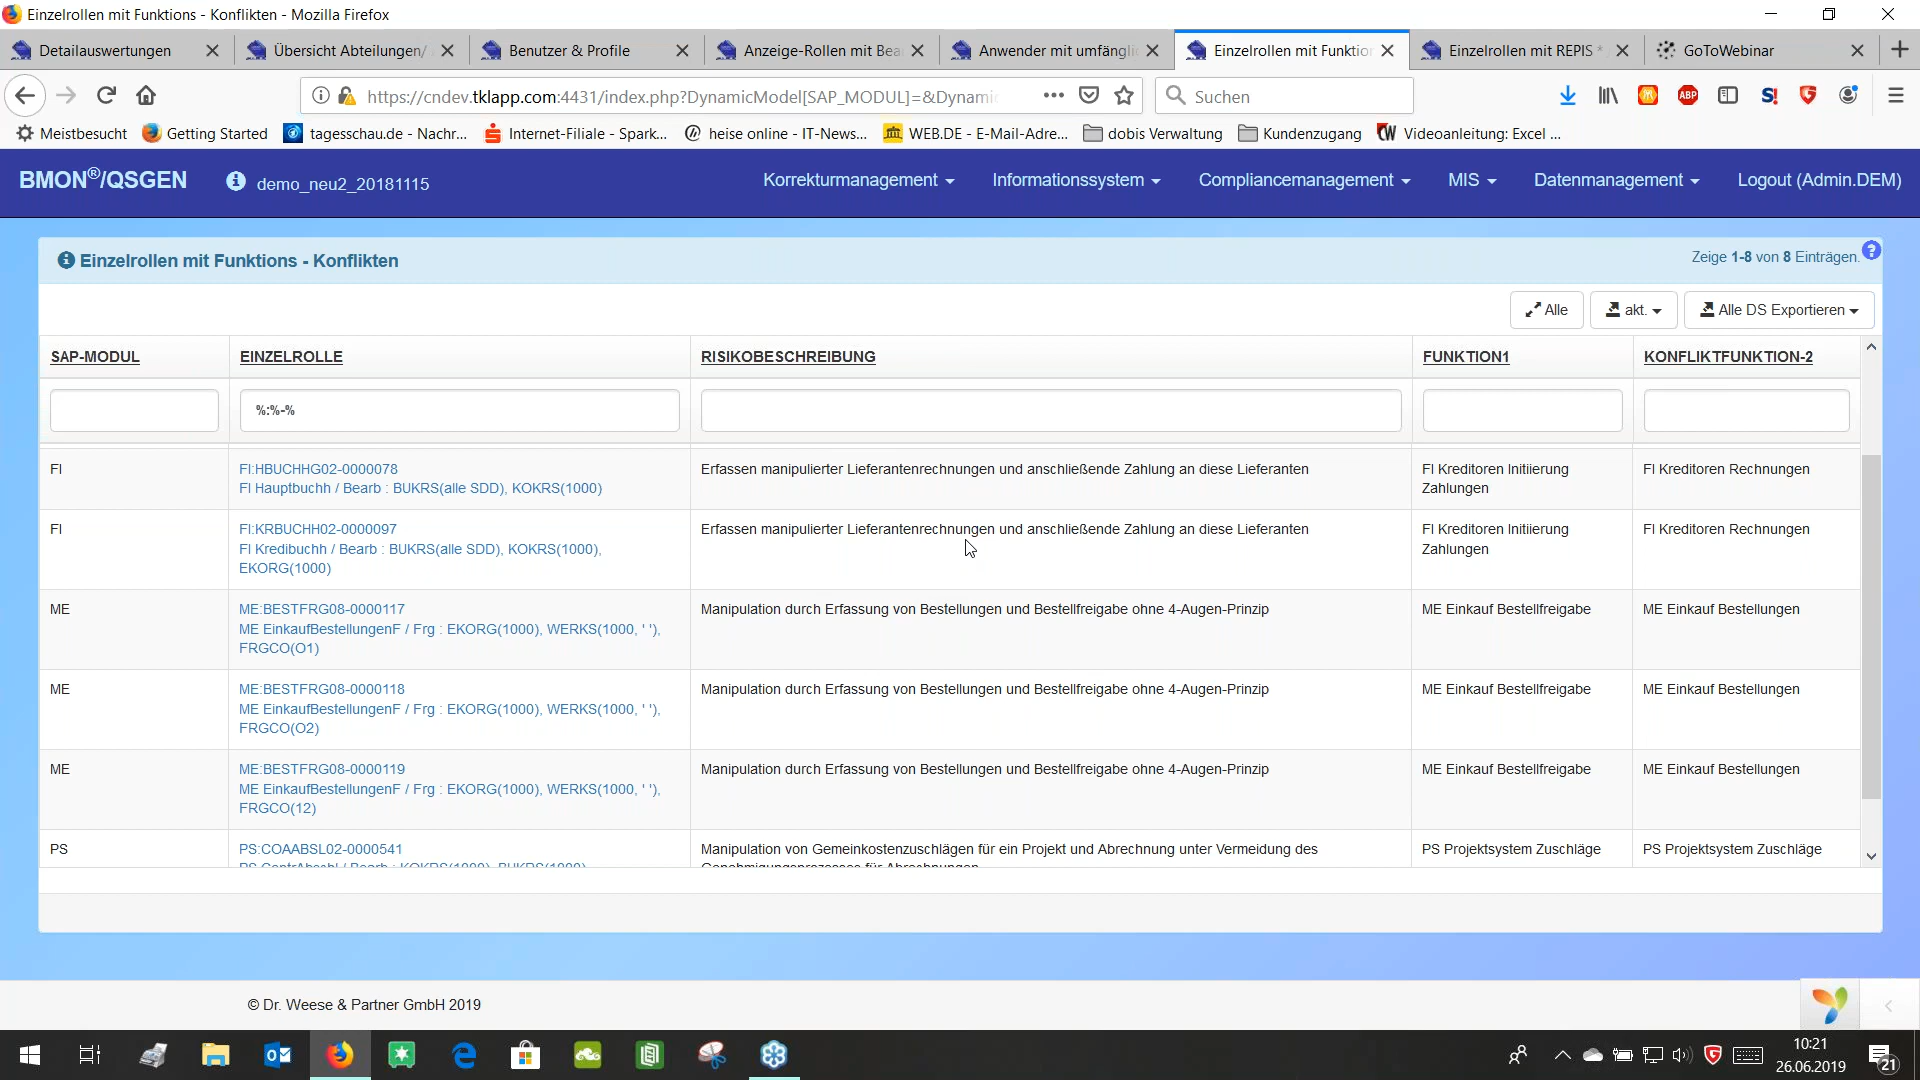 Einzelrollen mit Funktions - Konflikten - Mozilla Firefox
Detailauswertungen
Übersicht Abteilungen/
Benutzer & Profile
Anzeige-Rollen mit Bea
Anwender mit umfängli
Einzelrollen mit Funktion
Einzelrollen mit REPIS *
GoToWebinar
https://cndev.tklapp.com:4431/index.php?DynamicModel[SAP_MODUL]=&Dynamic
Suchen
ABP
S!
Meistbesucht
Getting Started
tagesschau.de - Nachr...
Internet-Filiale - Spark...
heise online - IT-News...
WEB.DE - E-Mail-Adre...
dobis Verwaltung
Kundenzugang
Videoanleitung: Excel ...
BMON®/QSGEN
demo_neu2_20181115
Korrekturmanagement
Informationssystem
Compliancemanagement
MIS
Datenmanagement
Logout (Admin.DEM)
Einzelrollen mit Funktions - Konflikten
Zeige 1-8 von 8 Einträgen.
?
Alle
akt.
Alle DS Exportieren
SAP-MODUL
EINZELROLLE
RISIKOBESCHREIBUNG
FUNKTION1
KONFLIKTFUNKTION-2
%:%-%
FI
FI:HBUCHHG02-0000078
FI Hauptbuchh / Bearb : BUKRS(alle SDD), KOKRS(1000)
Erfassen manipulierter Lieferantenrechnungen und anschließende Zahlung an diese Lieferanten
FI Kreditoren Initiierung
Zahlungen
FI Kreditoren Rechnungen
FI
FI:KRBUCHH02-0000097
FI Kredibuchh / Bearb : BUKRS(alle SDD), KOKRS(1000),
EKORG(1000)
Erfassen manipulierter Lieferantenrechnungen und anschließende Zahlung an diese Lieferanten
FI Kreditoren Initiierung
Zahlungen
FI Kreditoren Rechnungen
ME
ME:BESTFRG08-0000117
ME EinkaufBestellungenF / Frg : EKORG(1000), WERKS(1000, ' '),
FRGCO(O1)
Manipulation durch Erfassung von Bestellungen und Bestellfreigabe ohne 4-Augen-Prinzip
ME Einkauf Bestellfreigabe
ME Einkauf Bestellungen
ME
ME:BESTFRG08-0000118
ME EinkaufBestellungenF / Frg : EKORG(1000), WERKS(1000, ' '),
FRGCO(O2)
Manipulation durch Erfassung von Bestellungen und Bestellfreigabe ohne 4-Augen-Prinzip
ME Einkauf Bestellfreigabe
ME Einkauf Bestellungen
ME
ME:BESTFRG08-0000119
ME EinkaufBestellungenF / Frg : EKORG(1000), WERKS(1000, ' '),
FRGCO(12)
Manipulation durch Erfassung von Bestellungen und Bestellfreigabe ohne 4-Augen-Prinzip
ME Einkauf Bestellfreigabe
ME Einkauf Bestellungen
PS
PS:COAABSL02-0000541
PS ContrAbschl / Bearb : KOKRS(1000), BUKRS(1000)
Manipulation von Gemeinkostenzuschlägen für ein Projekt und Abrechnung unter Vermeidung des
Genehmigungsprozesses für Abrechnungen
PS Projektsystem Zuschläge
PS Projektsystem Zuschläge
© Dr. Weese & Partner GmbH 2019
10:21
26.06.2019
21